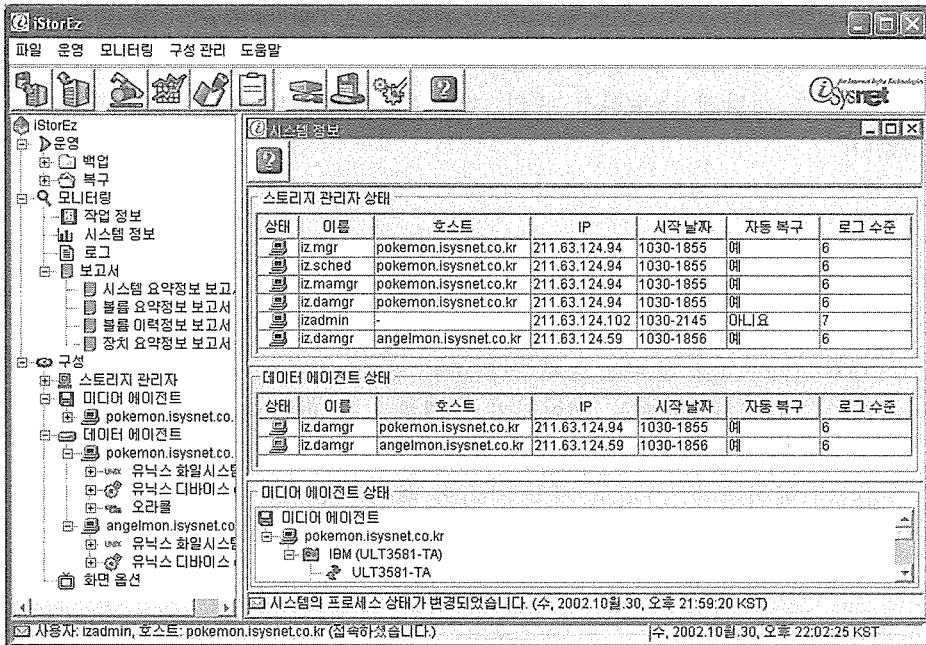 iStorEz
파일 운영 모니터링 구성 관리 도움말
for Internet Infra Technologies
iSysnet
iStorEz
운영
백업
복구
모니터링
작업 정보
시스템 정보
로그
보고서
시스템 요약정보 보고
볼륨 요약정보 보고서
볼륨 이력정보 보고서
장치 요약정보 보고서
구성
스토리지 관리자
미디어 에이전트
pokemon.isysnet.co.
데이터 에이전트
pokemon.isysnet.co.
UNIX 유닉스 화일시스템
유닉스 디바이스
오라클
angelmon.isysnet.co
UNIX 유닉스 화일시스템
유닉스 디바이스
화면 옵션
시스템 정보
스토리지 관리자 상태
상태 이름 호스트 IP 시작 날짜 자동 복구 로그 수준
iz.mgr pokemon.isysnet.co.kr 211.63.124.94 1030-1855 예 6
iz.sched pokemon.isysnet.co.kr 211.63.124.94 1030-1855 예 6
iz.mamgr pokemon.isysnet.co.kr 211.63.124.94 1030-1855 예 6
iz.damgr pokemon.isysnet.co.kr 211.63.124.94 1030-1855 예 6
izadmin - 211.63.124.102 1030-2145 아니요 7
iz.damgr angelmon.isysnet.co.kr 211.63.124.59 1030-1856 예 6
데이터 에이전트 상태
상태 이름 호스트 IP 시작 날짜 자동 복구 로그 수준
iz.damgr pokemon.isysnet.co.kr 211.63.124.94 1030-1855 예 6
iz.damgr angelmon.isysnet.co.kr 211.63.124.59 1030-1856 예 6
미디어 에이전트 상태
미디어 에이전트
pokemon.isysnet.co.kr
IBM (ULT3581-TA)
ULT3581-TA
시스템의 프로세스 상태가 변경되었습니다. (수, 2002.10월.30, 오후 21:59:20 KST)
사용자: izadmin, 호스트: pokemon.isysnet.co.kr (접속하셨습니다.) 수, 2002.10월.30, 오후 22:02:25 KST